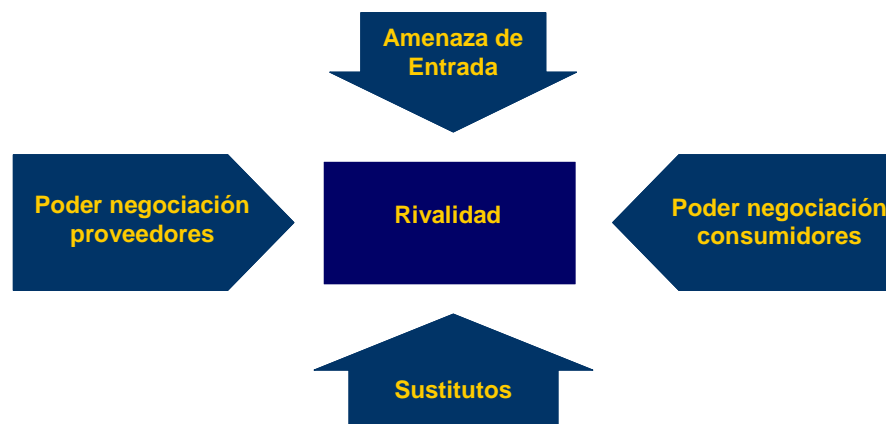 Amenaza de
Entrada
Poder negociación
proveedores
Rivalidad
Poder negociación
consumidores
Sustitutos